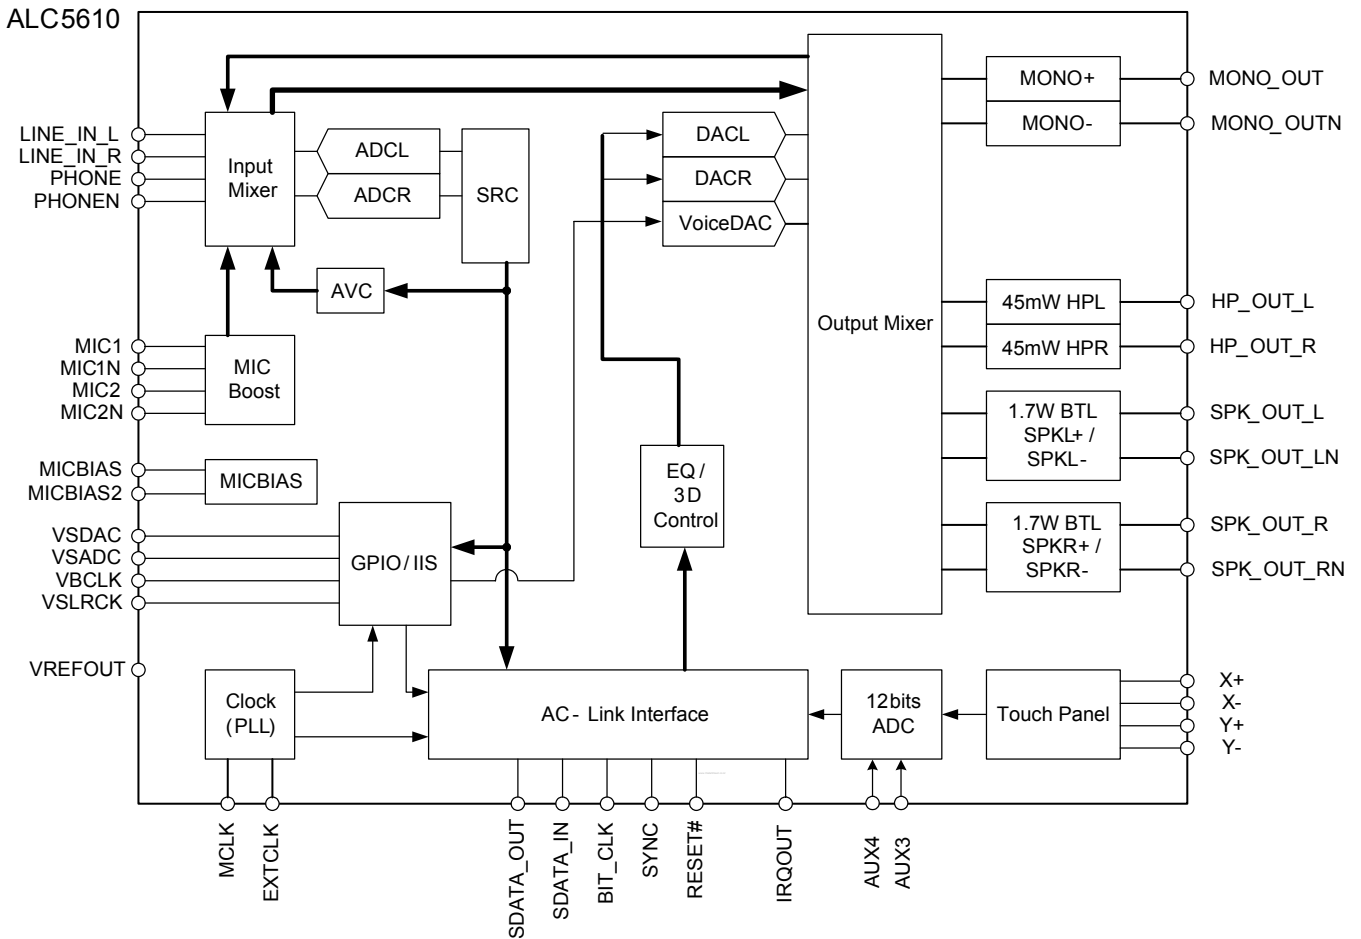 ALC5610
LINE_IN_L
LINE_IN_R
PHONE
PHONEN
Input
Mixer
ADCL
ADCR
SRC
AVC
MIC1
MIC1N
MIC2
MIC2N
MIC
Boost
MICBIAS
MICBIAS2
MICBIAS
VSDAC
VSADC
VBCLK
VSLRCK
GPIO/IIS
VREFOUT
Clock
(PLL)
DACL
DACR
VoiceDAC
EQ/
3D
Control
Output Mixer
MONO+
MONO-
MONO_OUT
MONO_OUTN
45mW HPL
45mW HPR
HP_OUT_L
HP_OUT_R
1.7W BTL
SPKL+ /
SPKL-
SPK_OUT_L
SPK_OUT_LN
1.7W BTL
SPKR+ /
SPKR-
SPK_OUT_R
SPK_OUT_RN
AC- Link Interface
12bits
ADC
Touch Panel
X+
X-
Y+
Y-
MCLK
EXTCLK
SDATA_OUT
SDATA_IN
BIT_CLK
SYNC
RESET#
IRQOUT
AUX4
AUX3